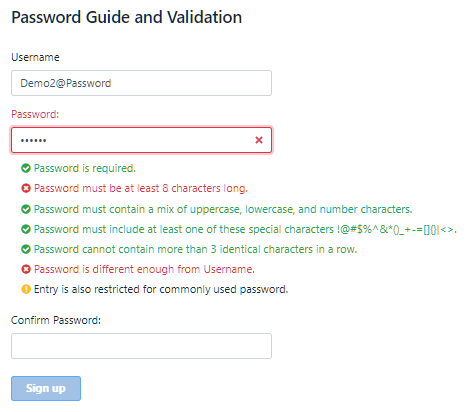 Password Guide and Validation
Username
Demo2@Password
Password:
••••••
Password is required.
Password must be at least 8 characters long.
Password must contain a mix of uppercase, lowercase, and number characters.
Password must include at least one of these special characters !@#$%^&*()_+-=[]{}|<>.
Password cannot contain more than 3 identical characters in a row.
Password is different enough from Username.
Entry is also restricted for commonly used password.
Confirm Password:
Sign up